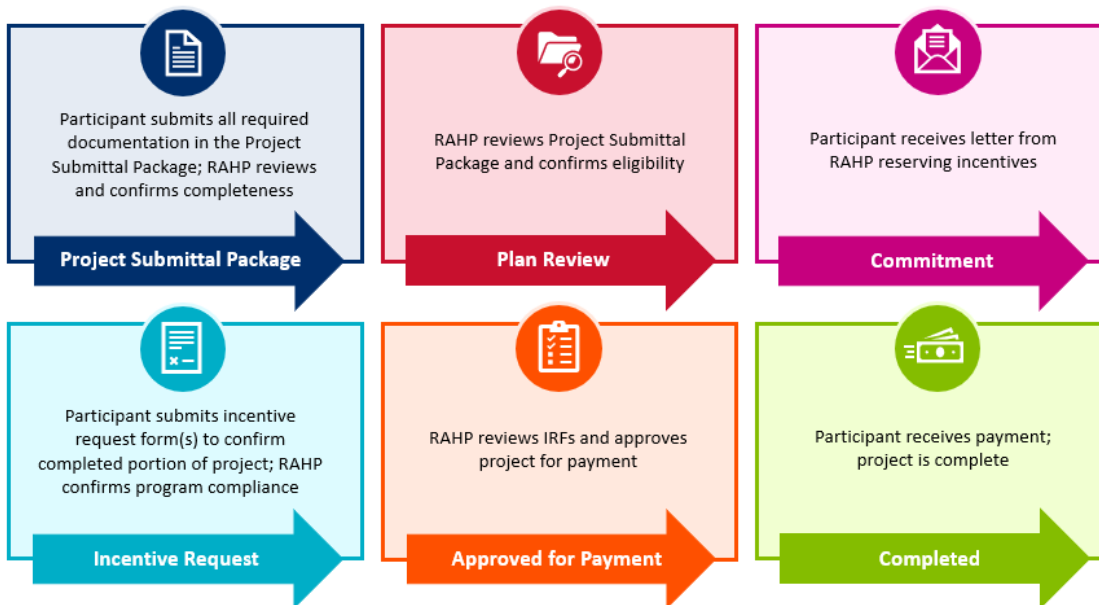 Participant submits all required
documentation in the Project
Submittal Package; RAHP reviews
and confirms completeness
Project Submittal Package
RAHP reviews Project Submittal
Package and confirms eligibility
Plan Review
Participant receives letter from
RAHP reserving incentives
Commitment
Participant submits incentive
request form(s) to confirm
completed portion of project; RAHP
confirms program compliance
Incentive Request
RAHP reviews IRFs and approves
project for payment
Approved for Payment
Participant receives payment;
project is complete
Completed